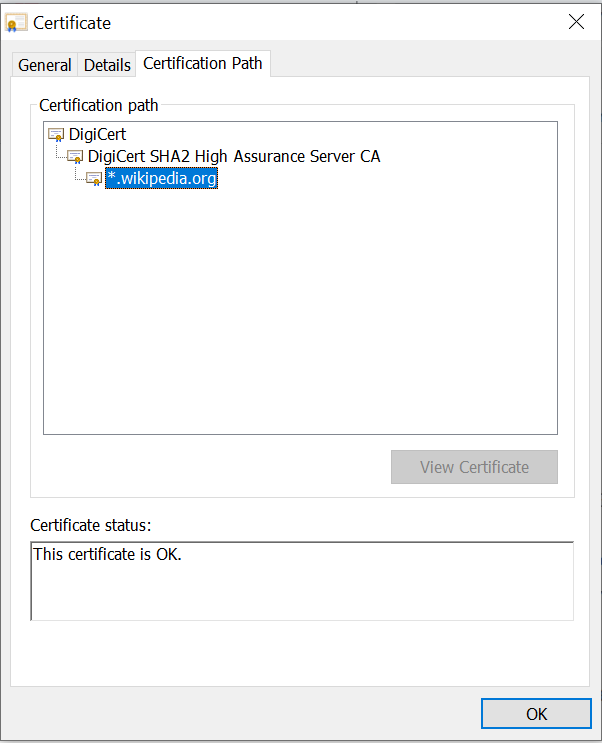 Certificate
General Details Certification Path
Certification path
DigiCert
DigiCert SHA2 High Assurance Server CA
*.wikipedia.org
View Certificate
Certificate status:
This certificate is OK.
OK